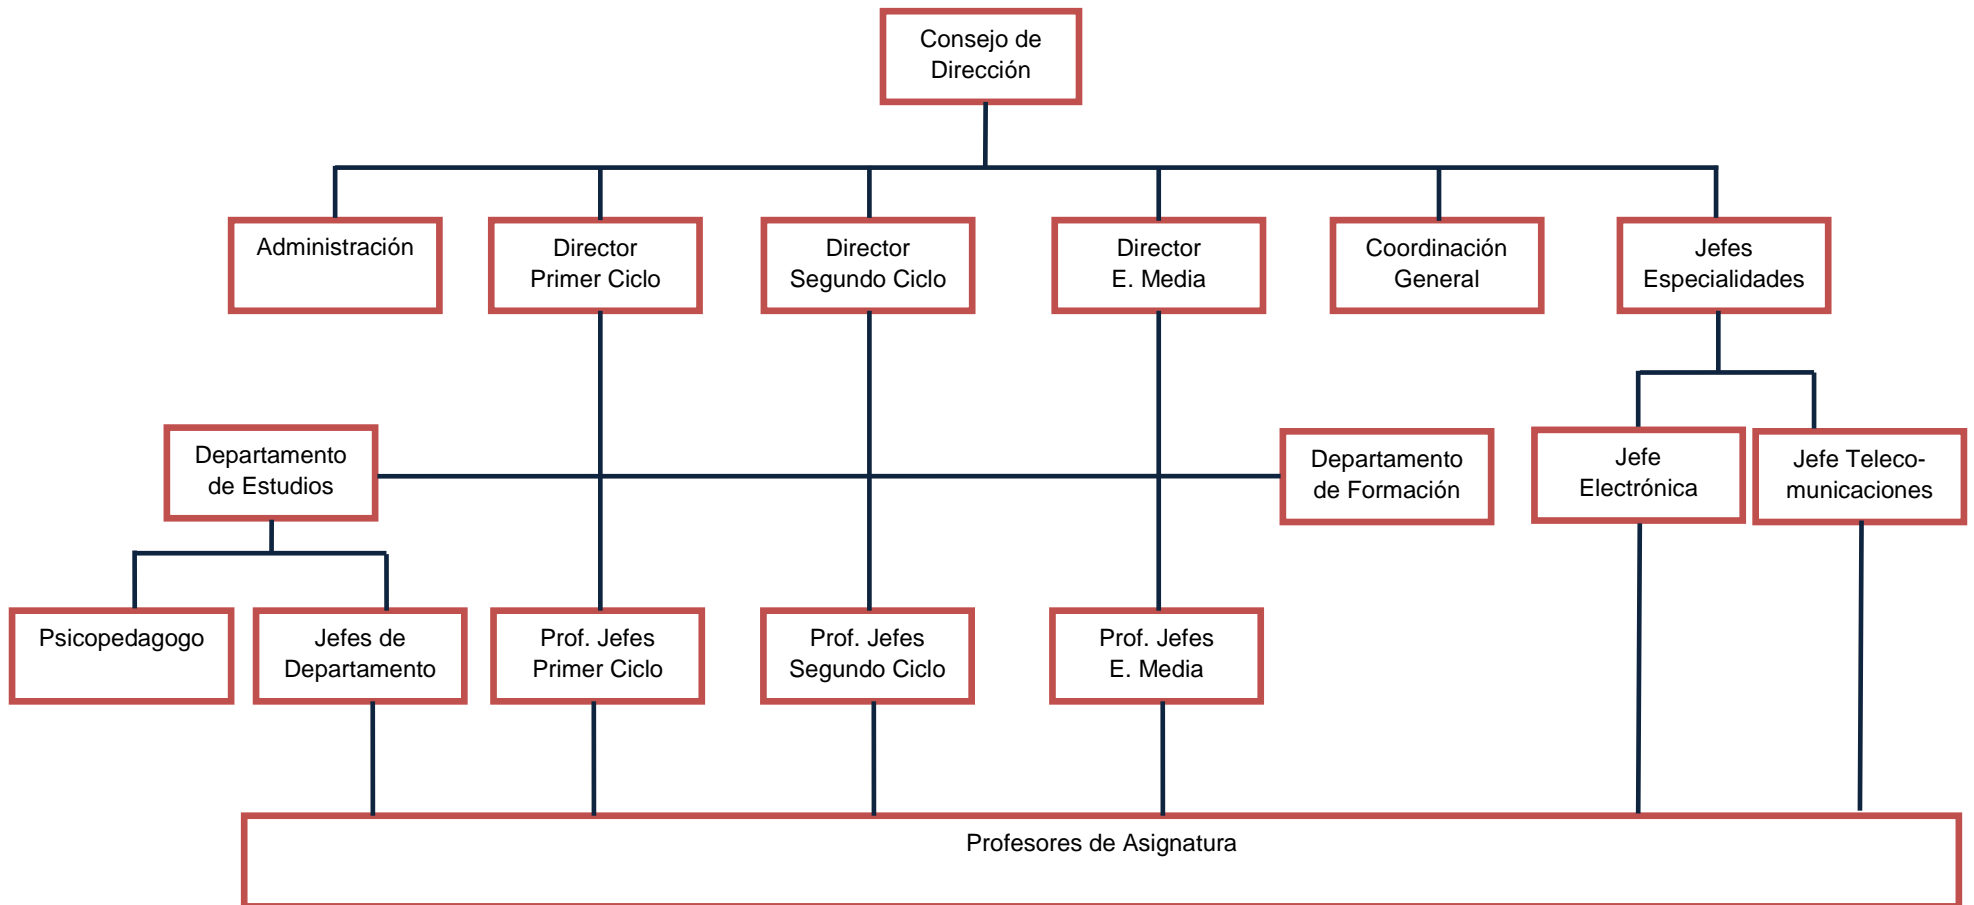 Consejo de
Dirección
Administración
Director
Primer Ciclo
Director
Segundo Ciclo
Director
E. Media
Coordinación
General
Jefes
Especialidades
Departamento
de Estudios
Departamento
de Formación
Jefe
Electrónica
Jefe Teleco-
municaciones
Psicopedagogo
Jefes de
Departamento
Prof. Jefes
Primer Ciclo
Prof. Jefes
Segundo Ciclo
Prof. Jefes
E. Media
Profesores de Asignatura